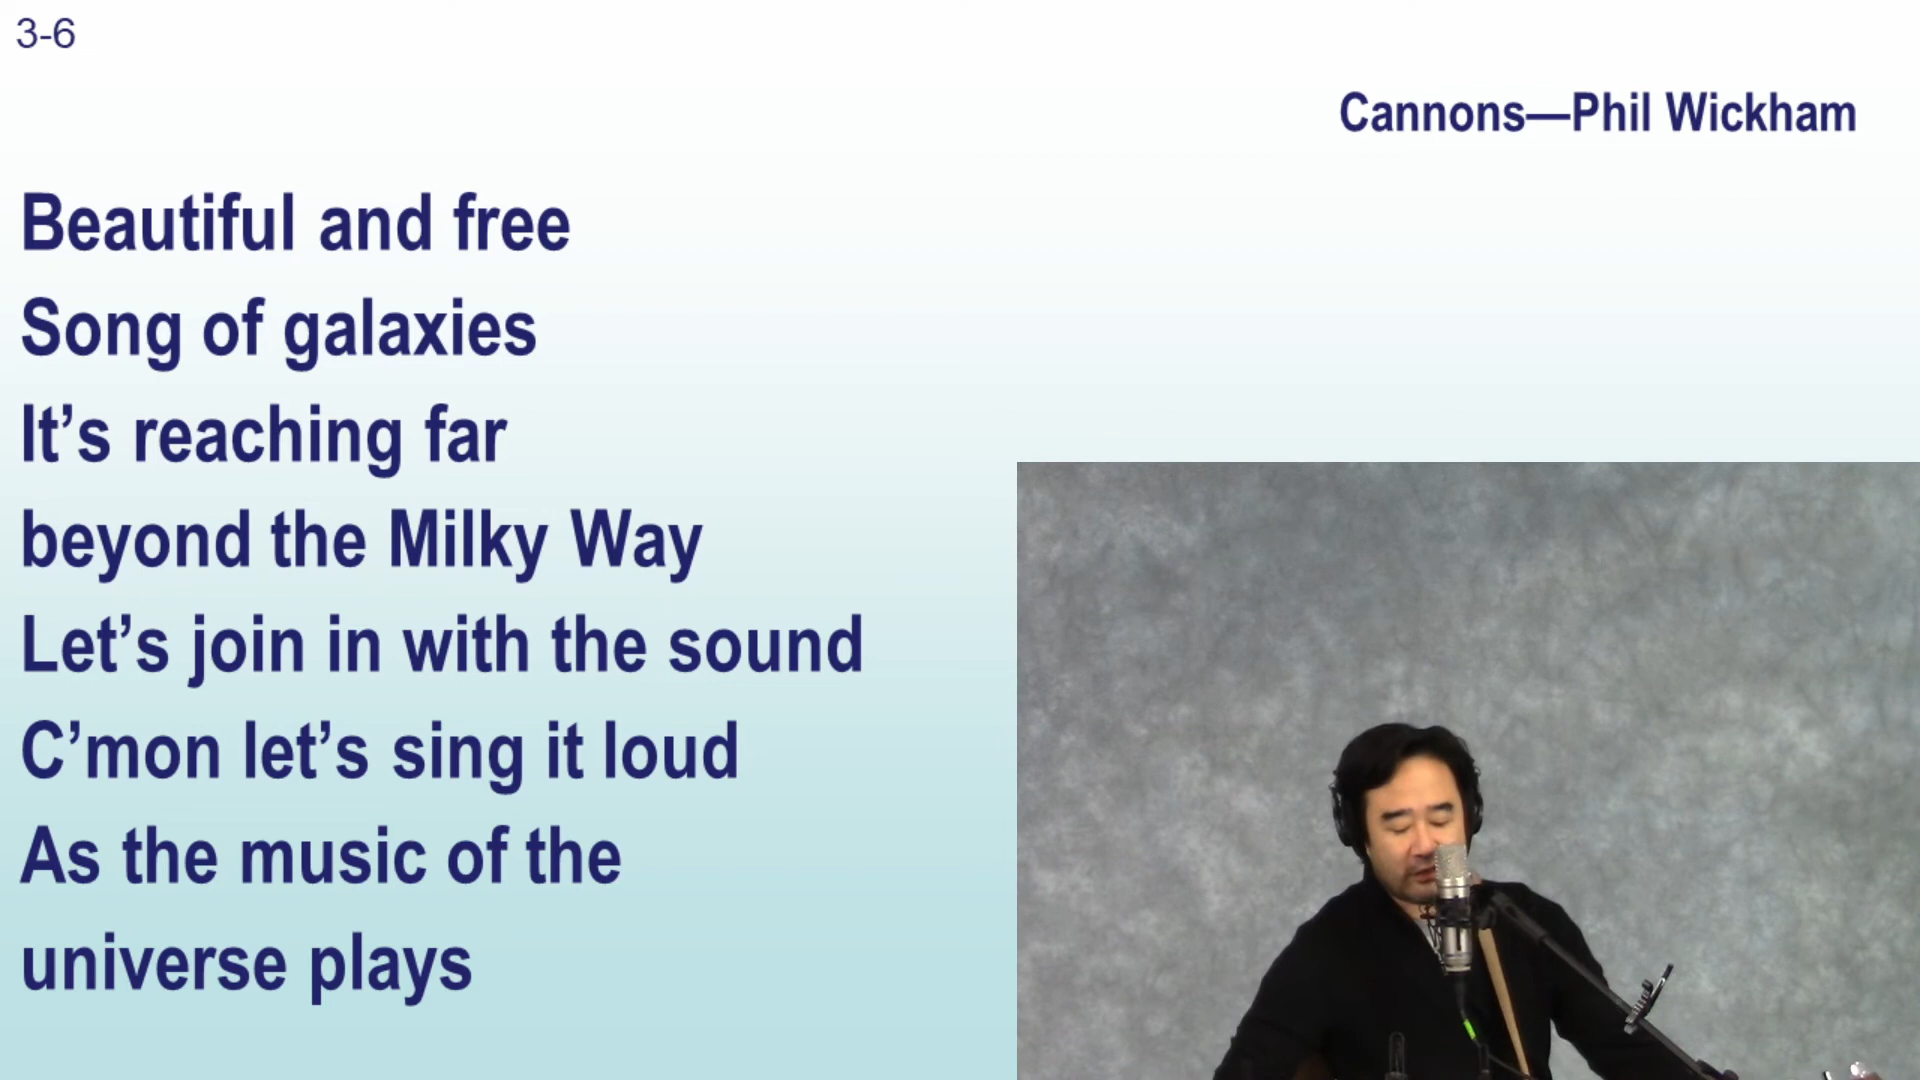 3-6
Cannons—Phil Wickham
Beautiful and free
Song of galaxies
It’s reaching far
beyond the Milky Way
Let’s join in with the sound
C’mon let’s sing it loud
As the music of the
universe plays